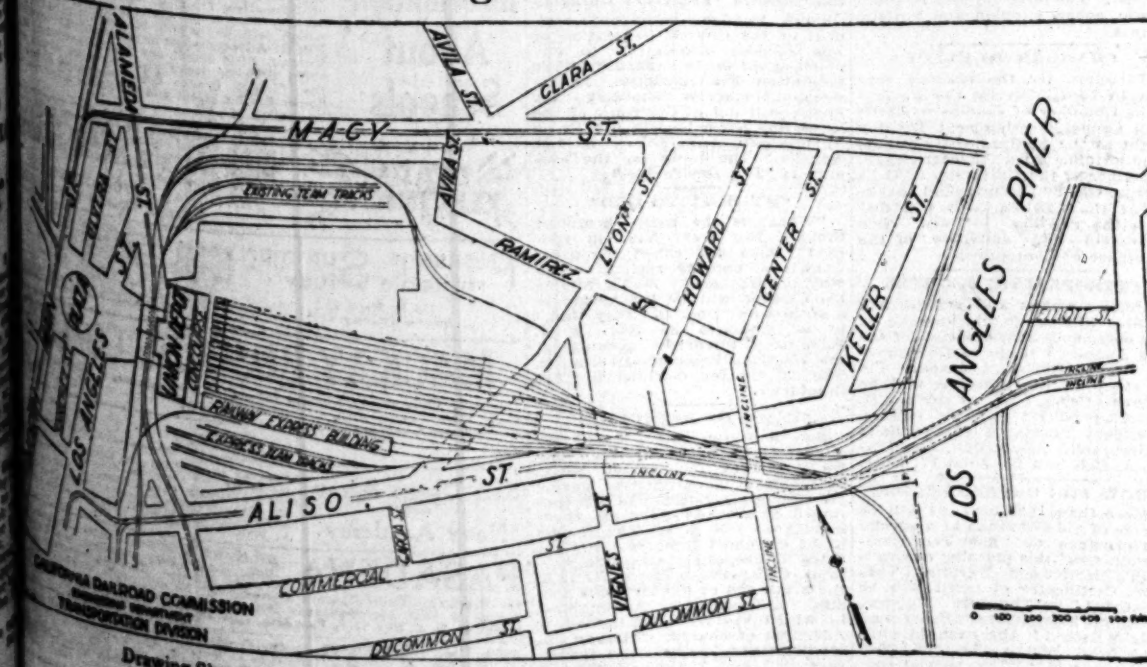 ALAMEDA
ST.
AVILA
ST.
CLARA
ST.
MACY
ST.
RIVER
OLVERA
ST.
EXISTING TEAM TRACKS
AVILA ST.
RAMIREZ
LYON
ST.
HOWARD
ST.
CENTER
ST.
KELLER
ST.
ST.
PLAZA
UNION DEPOT
CONCOURSE
LOS ANGELES
ELLIOTT ST.
LOS
ANGELES
INCLINE
INCLINE
INCLINE
RAILWAY EXPRESS BUILDING
EXPRESS TEAM TRACKS
INCLINE
ALISO
ST.
COMMERCIAL
ST.
VIGNES
ST.
INCLINE
DUCOMMON
ST.
DUCOMMON ST.
CALIFORNIA RAILROAD COMMISSION
ENGINEERING DEPARTMENT
TRANSPORTATION DIVISION
0 100 200 300 400 500